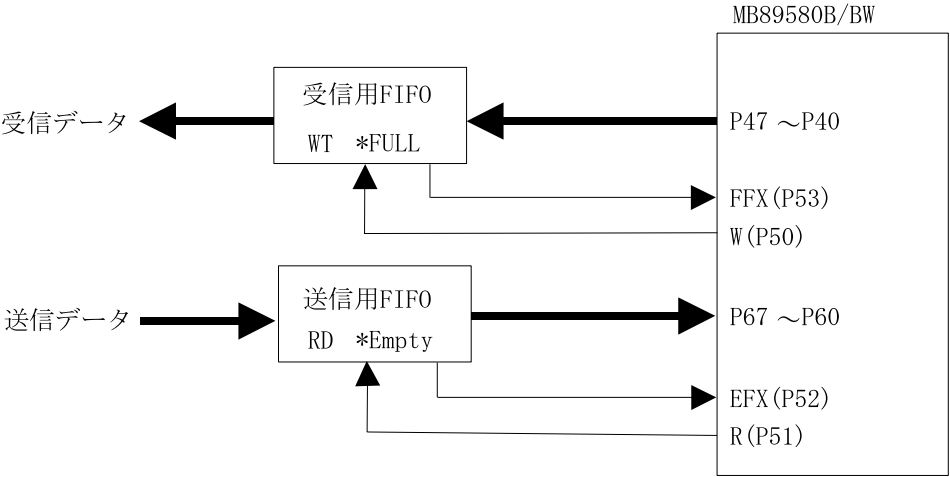 MB89580B/BW
受信用FIFO
WT *FULL
受信データ
P47 ～P40
FFX(P53)
W(P50)
送信用FIFO
RD *Empty
送信データ
P67 ～P60
EFX(P52)
R(P51)